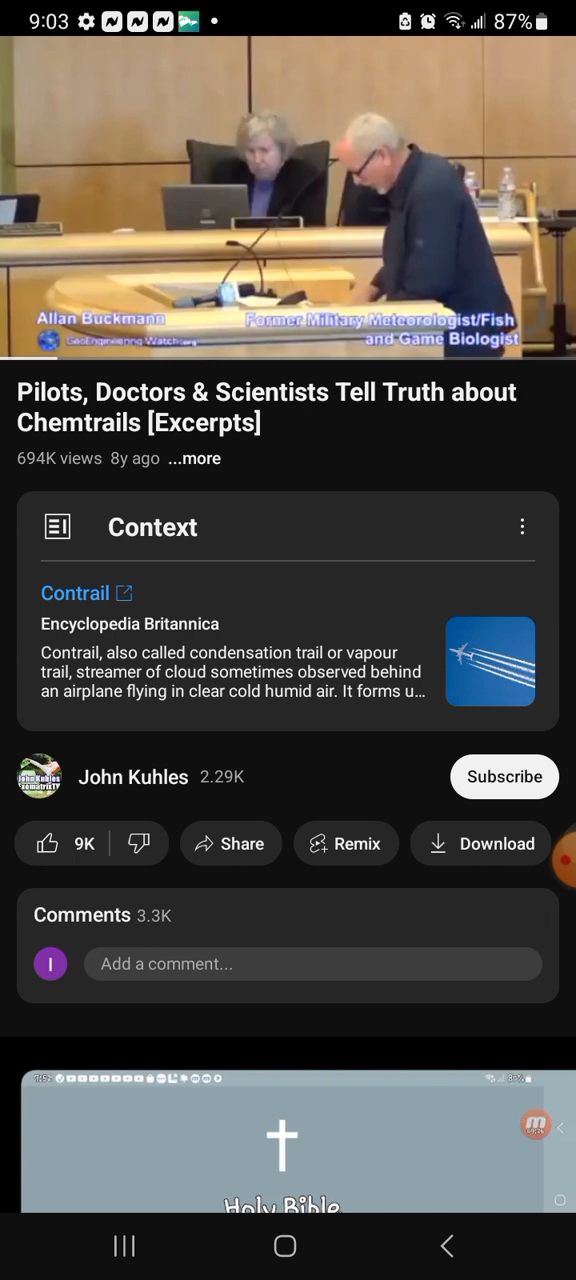 9:03
87%
Allan Buckmann
Former Military Meteorologist/Fish
and Game Biologist
GeoEngineering Watch.org
Pilots, Doctors & Scientists Tell Truth about
Chemtrails [Excerpts]
694K views 8y ago ...more
Context
Contrail
Encyclopedia Britannica
Contrail, also called condensation trail or vapour
trail, streamer of cloud sometimes observed behind
an airplane flying in clear cold humid air. It forms u...
John Kuhles
John Kuhles 2.29K
Subscribe
9K
Share
Remix
Download
Comments 3.3K
I
Add a comment...
Holy Bible